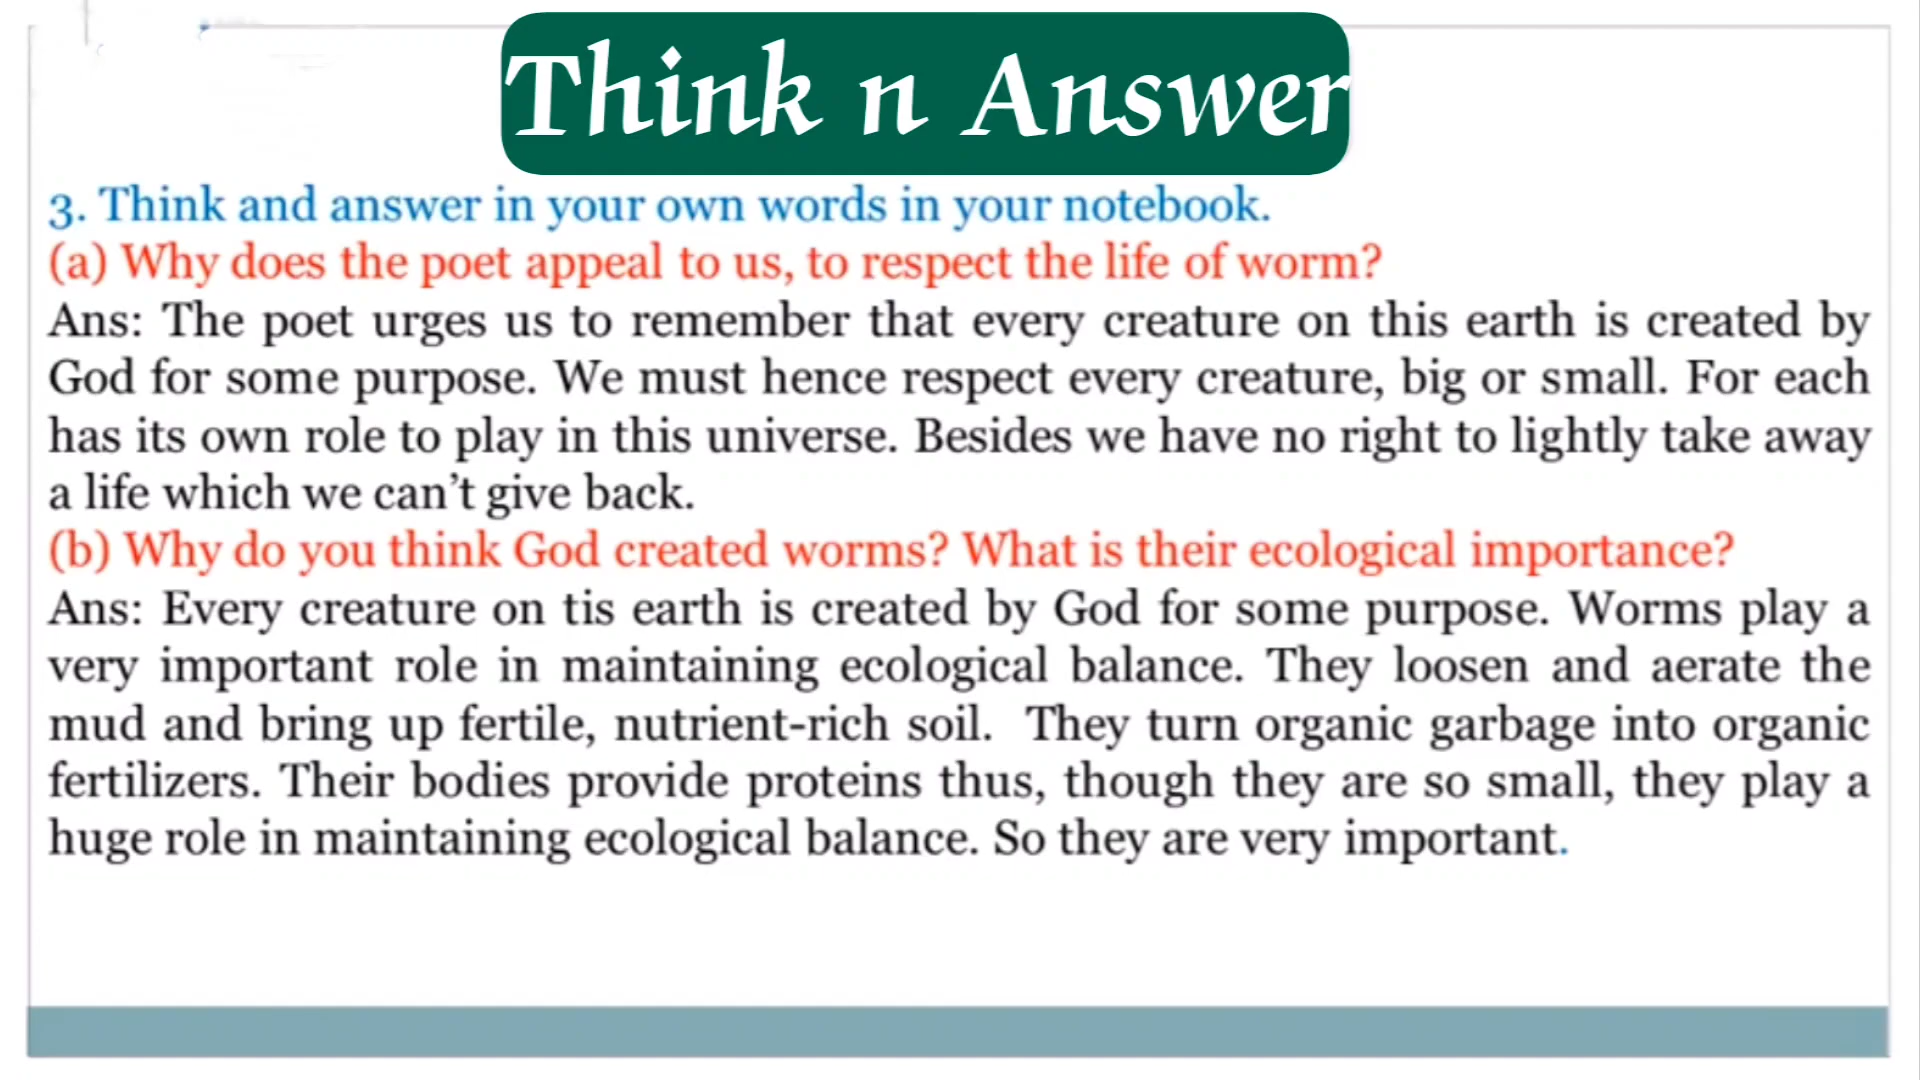 Think n Answer
3. Think and answer in your own words in your notebook.
(a) Why does the poet appeal to us, to respect the life of worm?
Ans: The poet urges us to remember that every creature on this earth is created by
God for some purpose. We must hence respect every creature, big or small. For each
has its own role to play in this universe. Besides we have no right to lightly take away
a life which we can't give back.
(b) Why do you think God created worms? What is their ecological importance?
Ans: Every creature on tis earth is created by God for some purpose. Worms play a
very important role in maintaining ecological balance. They loosen and aerate the
mud and bring up fertile, nutrient-rich soil.  They turn organic garbage into organic
fertilizers. Their bodies provide proteins thus, though they are so small, they play a
huge role in maintaining ecological balance. So they are very important.